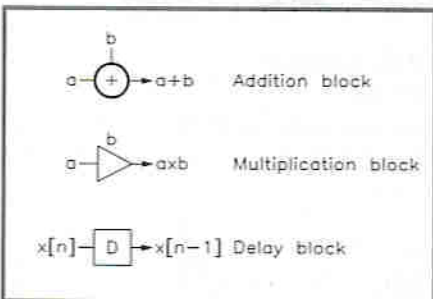 b
a + a+b Addition block
b
a axb Multiplication block
x[n] D x[n-1] Delay block